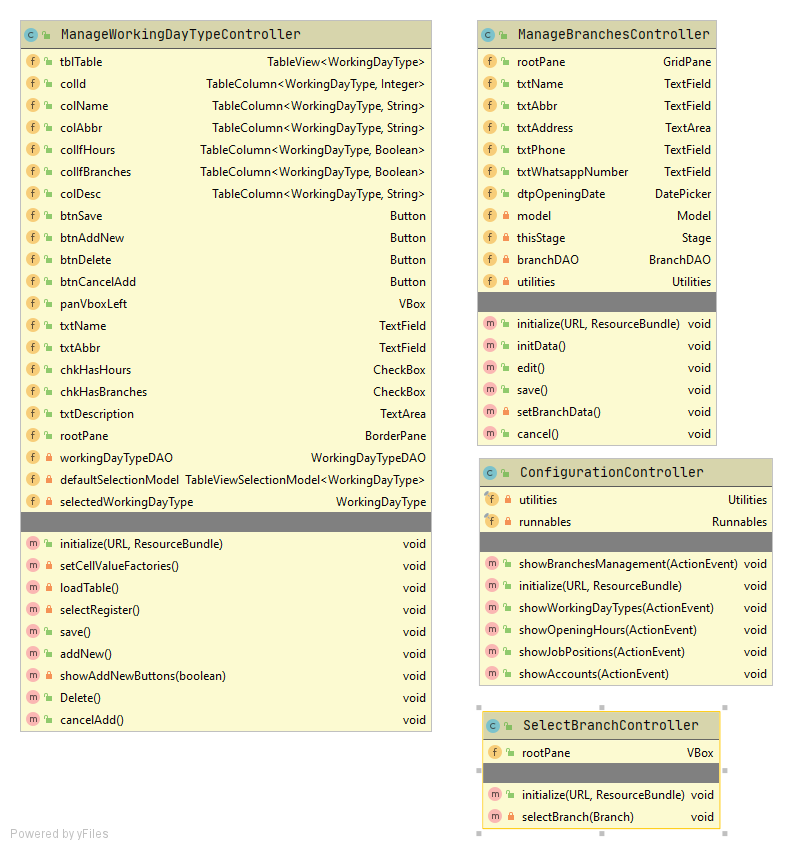 ManageWorkingDayTypeController
tblTable TableView<WorkingDayType>
colId TableColumn<WorkingDayType, Integer>
colName TableColumn<WorkingDayType, String>
colAbbr TableColumn<WorkingDayType, String>
colIfHours TableColumn<WorkingDayType, Boolean>
colIfBranches TableColumn<WorkingDayType, Boolean>
colDesc TableColumn<WorkingDayType, String>
btnSave Button
btnAddNew Button
btnDelete Button
btnCancelAdd Button
panVboxLeft VBox
txtName TextField
txtAbbr TextField
chkHasHours CheckBox
chkHasBranches CheckBox
txtDescription TextArea
rootPane BorderPane
workingDayTypeDAO WorkingDayTypeDAO
defaultSelectionModel TableViewSelectionModel<WorkingDayType>
selectedWorkingDayType WorkingDayType
initialize(URL, ResourceBundle) void
setCellValueFactories() void
loadTable() void
selectRegister() void
save() void
addNew() void
showAddNewButtons(boolean) void
Delete() void
cancelAdd() void
ManageBranchesController
rootPane GridPane
txtName TextField
txtAbbr TextField
txtAddress TextArea
txtPhone TextField
txtWhatsappNumber TextField
dtpOpeningDate DatePicker
model Model
thisStage Stage
branchDAO BranchDAO
utilities Utilities
initialize(URL, ResourceBundle) void
initData() void
edit() void
save() void
setBranchData() void
cancel() void
ConfigurationController
utilities Utilities
runnables Runnables
showBranchesManagement(ActionEvent) void
initialize(URL, ResourceBundle) void
showWorkingDayTypes(ActionEvent) void
showOpeningHours(ActionEvent) void
showJobPositions(ActionEvent) void
showAccounts(ActionEvent) void
SelectBranchController
rootPane VBox
initialize(URL, ResourceBundle) void
selectBranch(Branch) void
Powered by yFiles